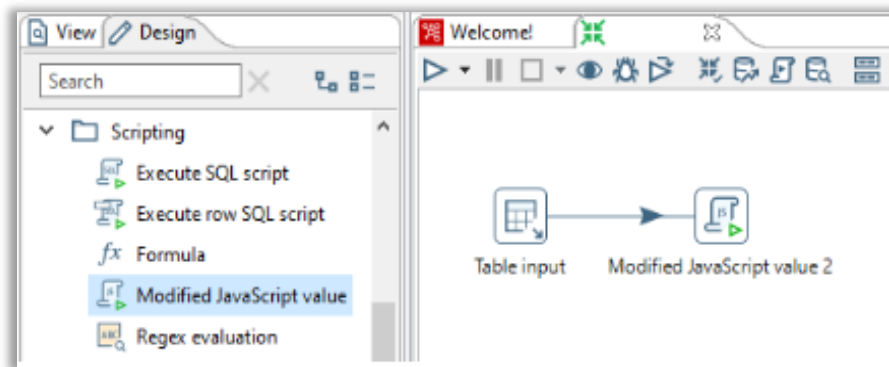 View
Design
Welcome!
Search
Scripting
Execute SQL script
Execute row SQL script
fx Formula
Modified JavaScript value
Regex evaluation
Table input
Modified JavaScript value 2